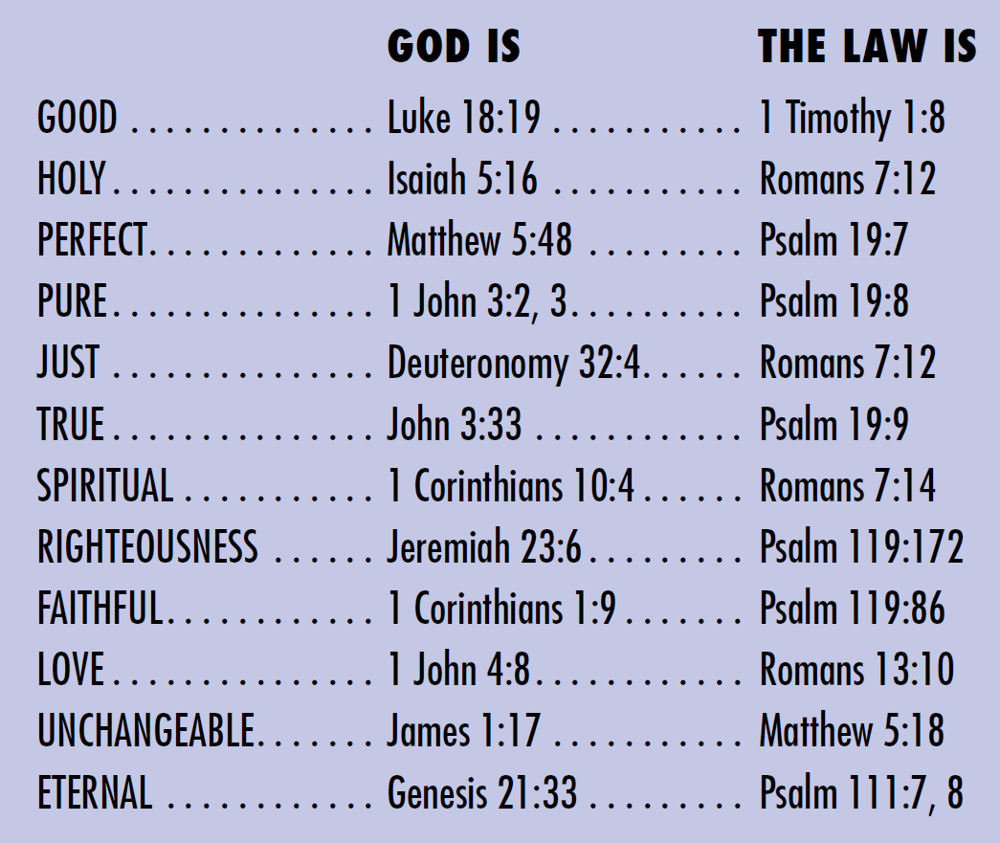 GOD IS THE LAW IS
GOOD . . . . . . . . . . . . . . Luke 18:19 . . . . . . . . . . . 1 Timothy 1:8
HOLY . . . . . . . . . . . . . . . Isaiah 5:16 . . . . . . . . . . . Romans 7:12
PERFECT. . . . . . . . . . . . . Matthew 5:48 . . . . . . . . . Psalm 19:7
PURE . . . . . . . . . . . . . . . 1 John 3:2, 3. . . . . . . . . . Psalm 19:8
JUST . . . . . . . . . . . . . . . Deuteronomy 32:4. . . . . . Romans 7:12
TRUE . . . . . . . . . . . . . . . John 3:33 . . . . . . . . . . . . Psalm 19:9
SPIRITUAL . . . . . . . . . . . 1 Corinthians 10:4 . . . . . . Romans 7:14
RIGHTEOUSNESS . . . . . . Jeremiah 23:6 . . . . . . . . . Psalm 119:172
FAITHFUL. . . . . . . . . . . . 1 Corinthians 1:9 . . . . . . . Psalm 119:86
LOVE . . . . . . . . . . . . . . . 1 John 4:8. . . . . . . . . . . . Romans 13:10
UNCHANGEABLE. . . . . . . James 1:17 . . . . . . . . . . . Matthew 5:18
ETERNAL . . . . . . . . . . . . Genesis 21:33 . . . . . . . . . Psalm 111:7, 8